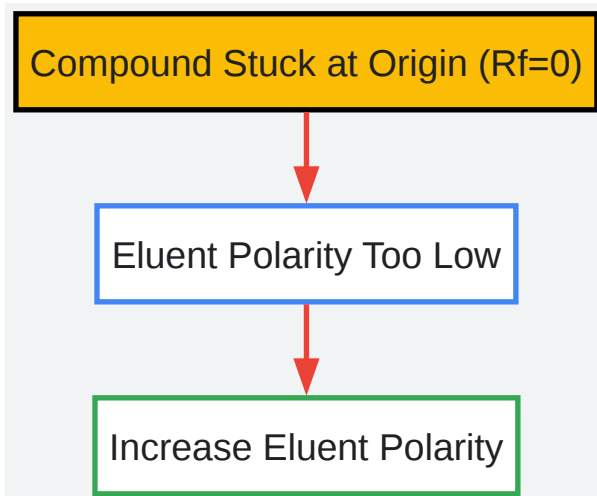 Compound Stuck at Origin (Rf=0)
Eluent Polarity Too Low
Increase Eluent Polarity